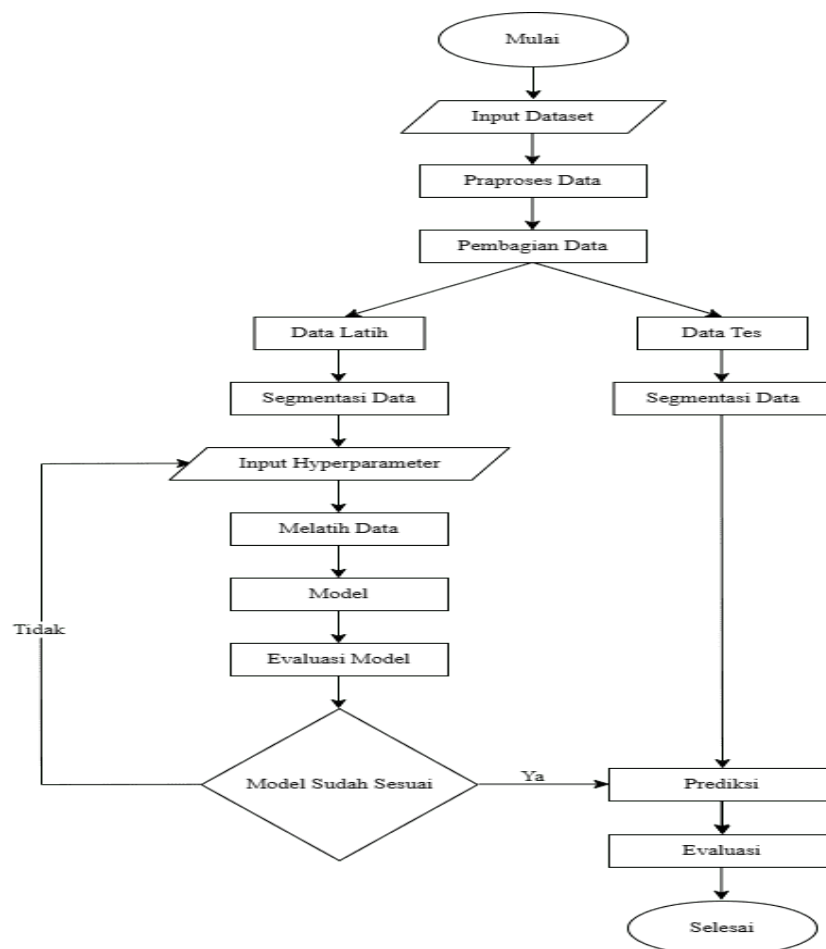 Mulai
Input Dataset
Praproses Data
Pembagian Data
Data Latih
Data Tes
Segmentasi Data
Segmentasi Data
Input Hyperparameter
Melatih Data
Model
Tidak
Evaluasi Model
Model Sudah Sesuai
Ya
Prediksi
Evaluasi
Selesai